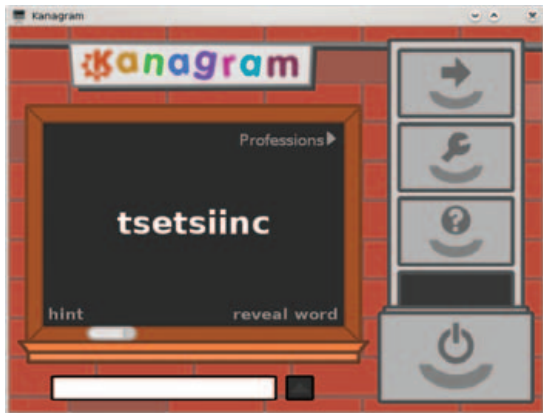 Kanagram
Kanagram
Professions
tsetsiinc
hint
reveal word